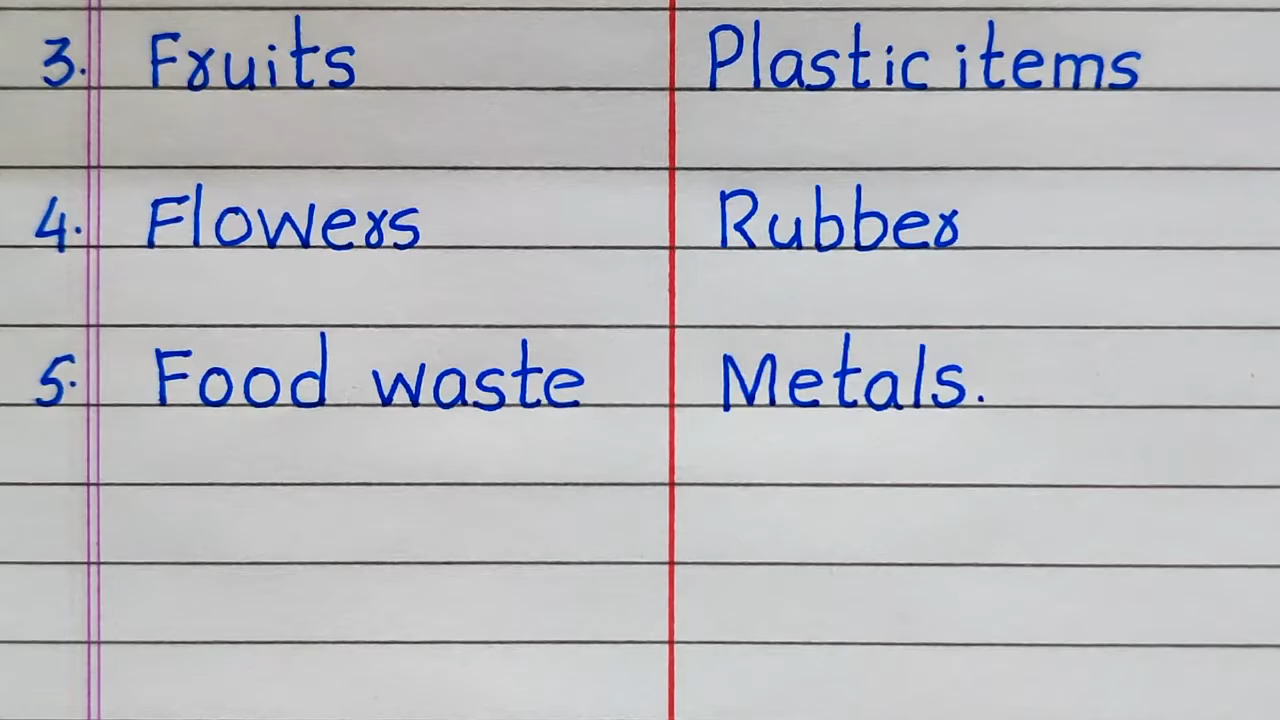 3. Fruits Plastic items
4. Flowers Rubber
5. Food waste Metals.